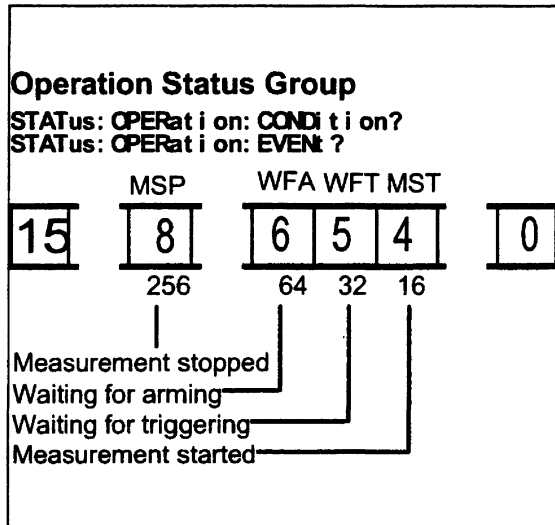 Operation Status Group
STATus: OPERation: CONDition?
STATus: OPERation: EVENt?
MSP WFA WFT MST
15 8 6 5 4 0
256 64 32 16
Measurement stopped
Waiting for arming
Waiting for triggering
Measurement started